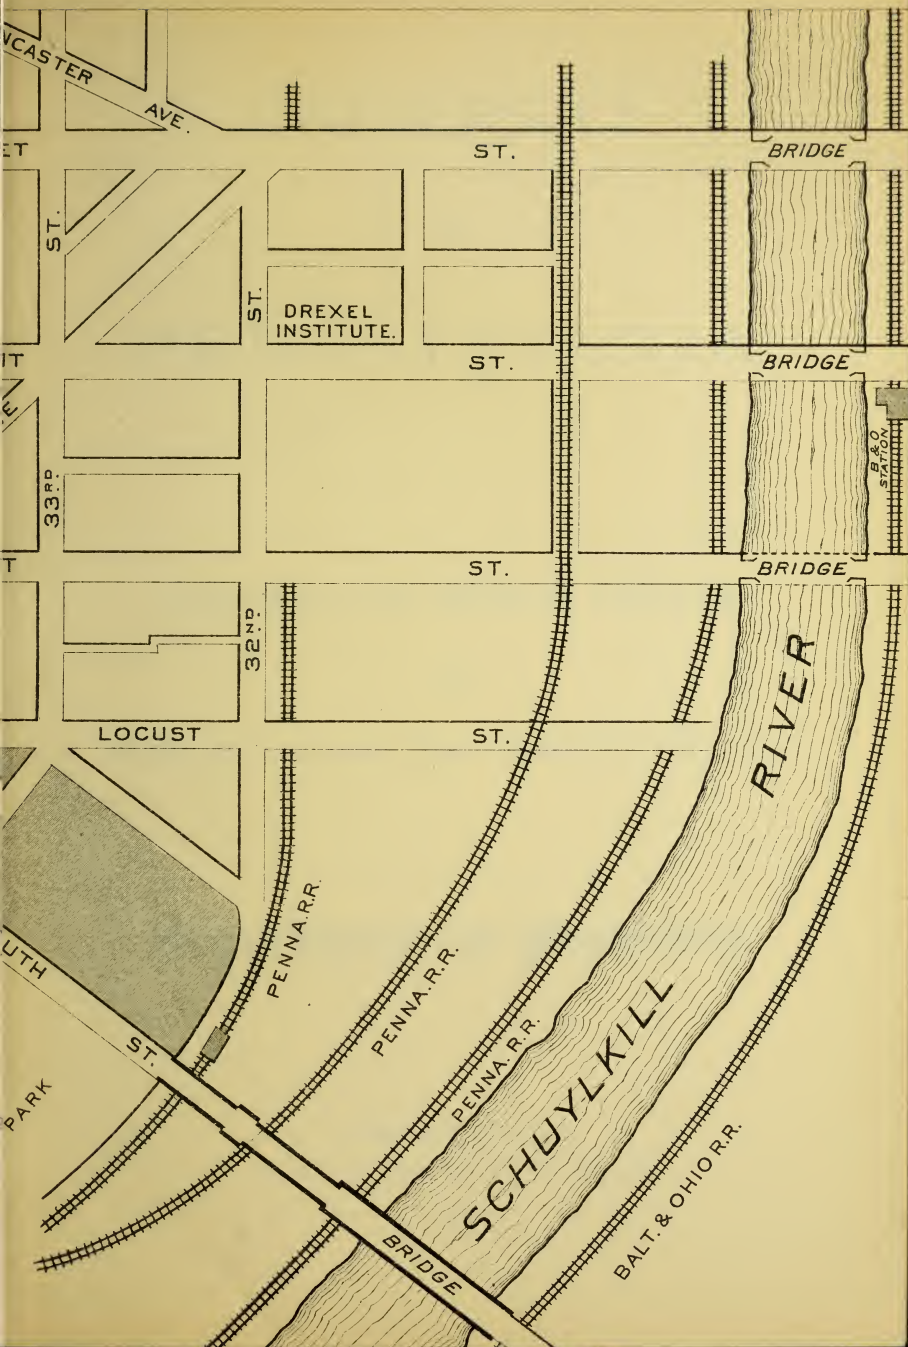 NCASTER
AVE.
ET
ST.
BRIDGE
ST.
ST.
DREXEL
INSTITUTE.
IT
ST.
BRIDGE
E
B & O
STATION
33RD.
T
ST.
BRIDGE
32ND.
RIVER
LOCUST
ST.
PENNA. R.R.
UTH
ST.
PENNA. R.R.
PENNA. R.R.
SCHUYLKILL
PARK
BALT. & OHIO R.R.
BRIDGE